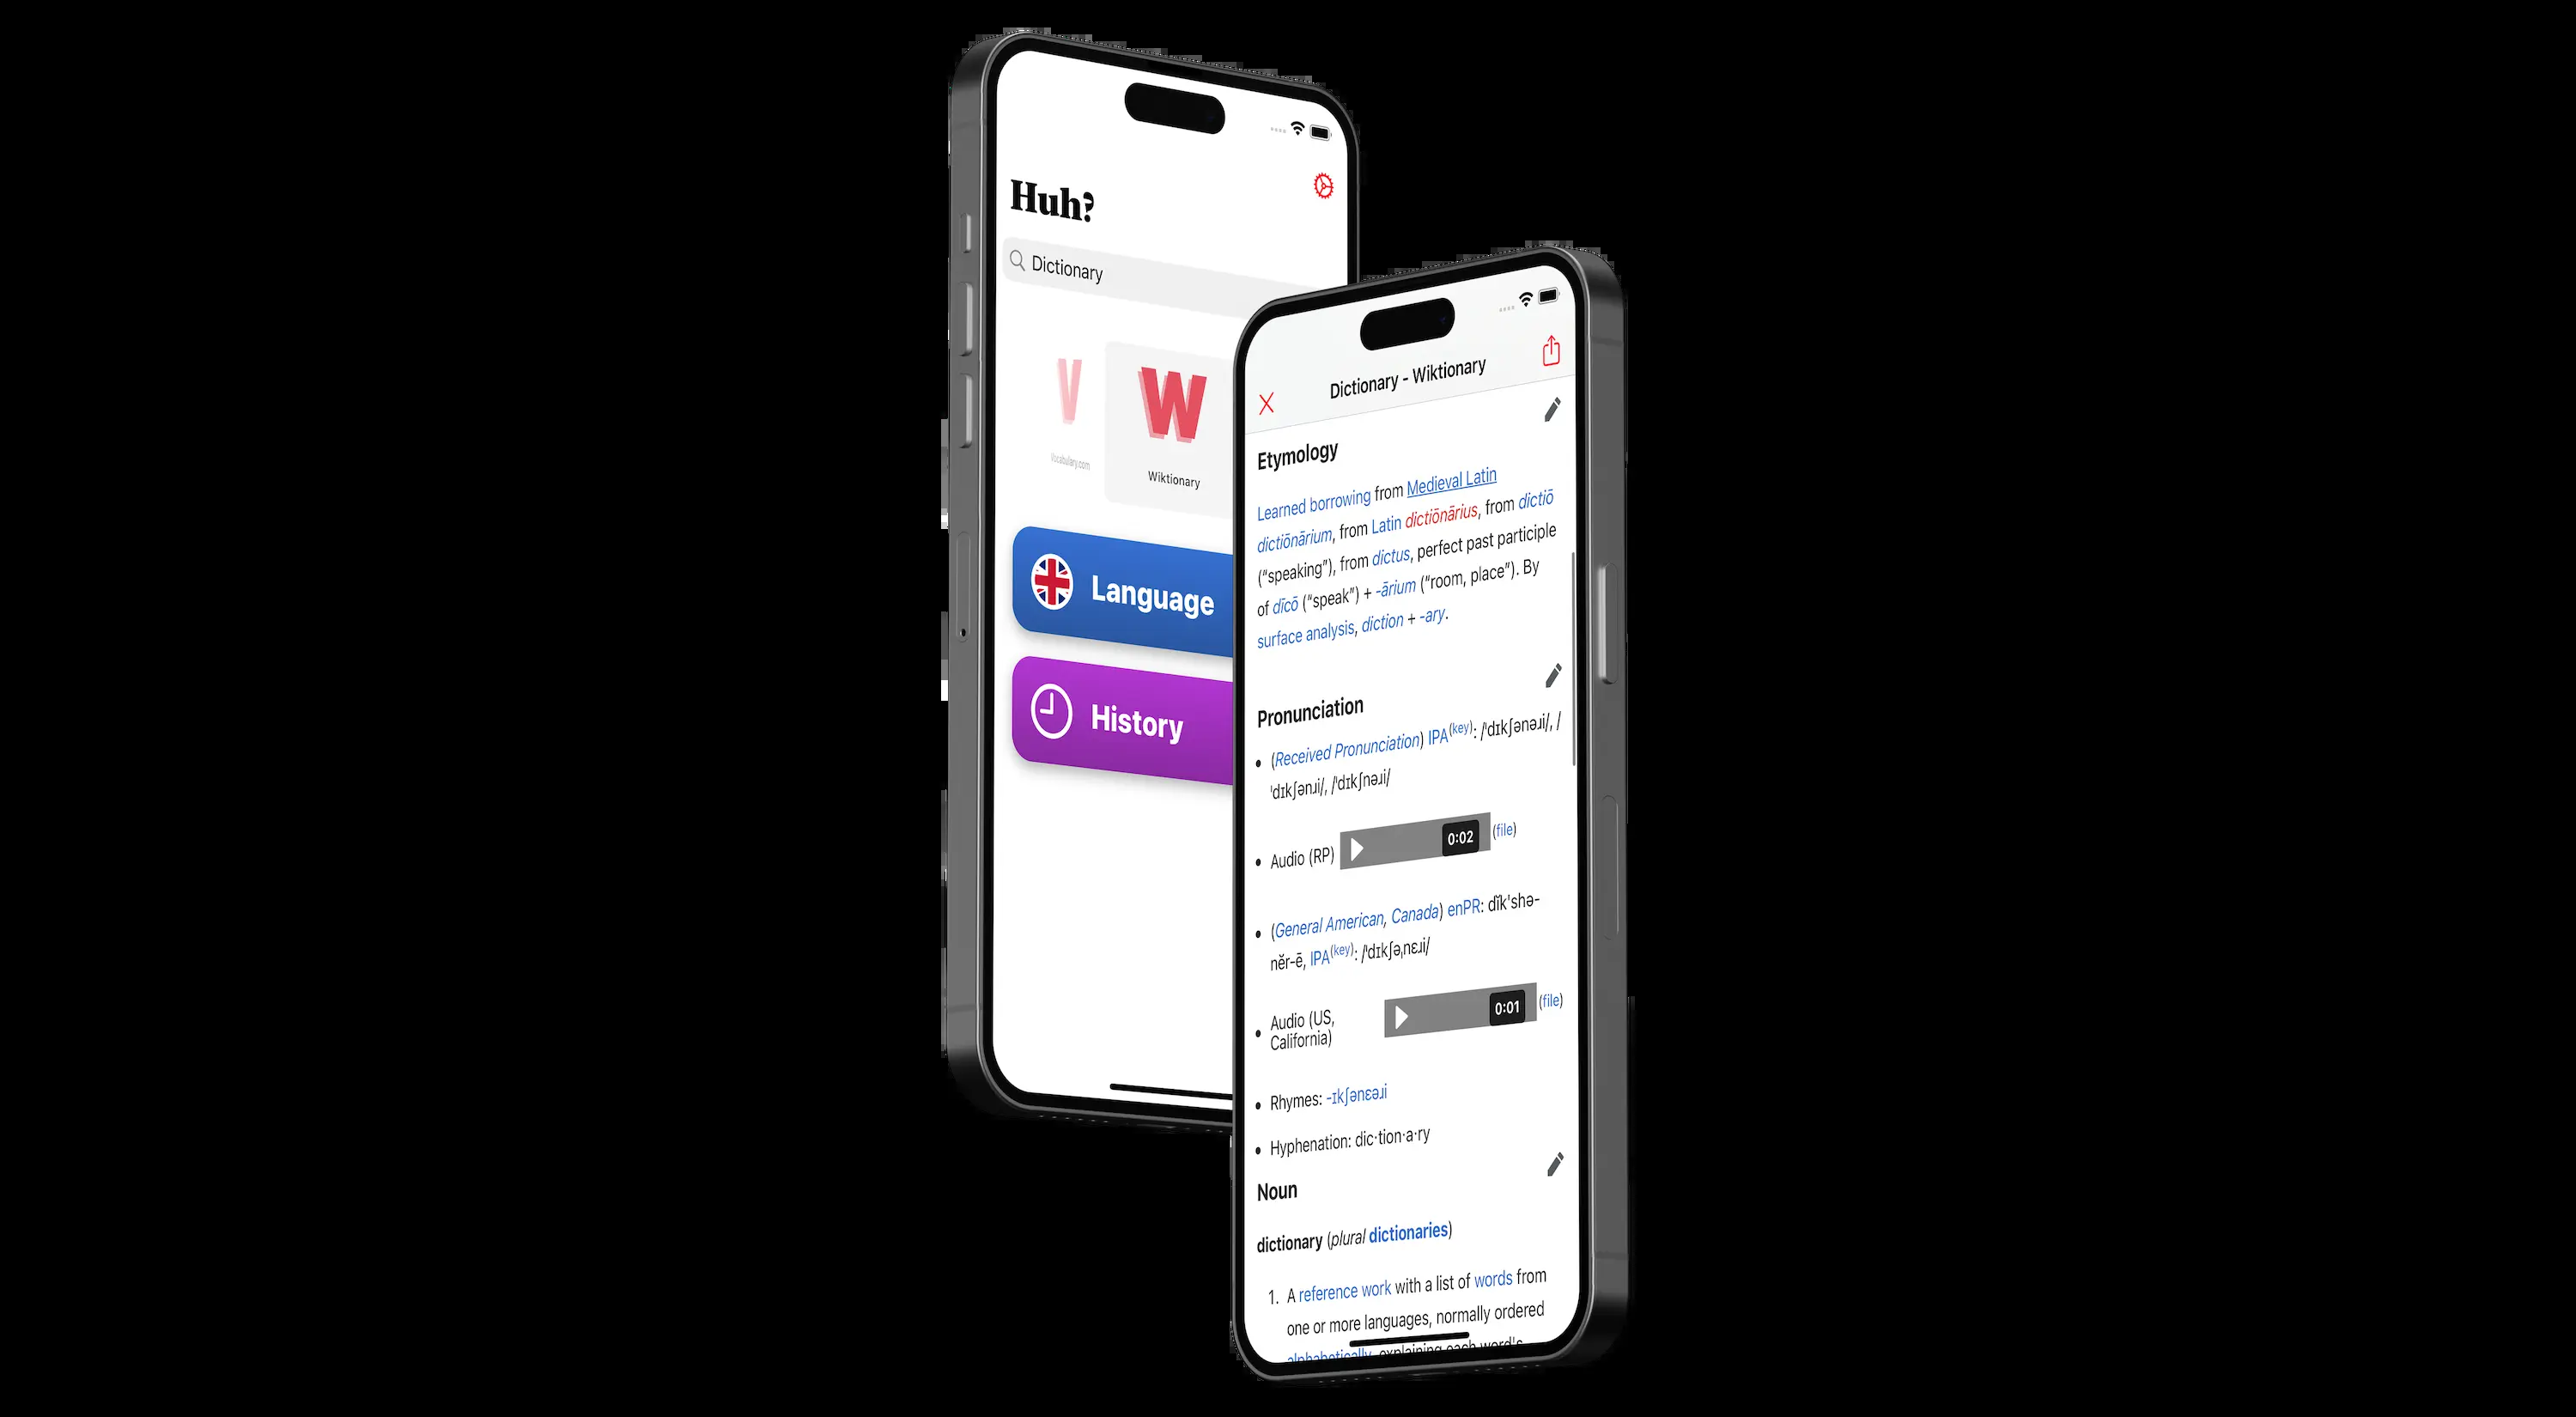 Huh?
Dictionary
V
W
Vocabulary.com
Wiktionary
Language
History
Dictionary - Wiktionary
Etymology
Learned borrowing from Medieval Latin
dictiōnārium, from Latin dictiōnārius, from dictiō
(“speaking”), from dictus, perfect past participle
of dīcō (“speak”) + -ārium (“room, place”). By
surface analysis, diction + -ary.
Pronunciation
• (Received Pronunciation) IPA(key): /ˈdɪkʃənəɹi/, /
ˈdɪkʃənɹi/, /ˈdɪkʃnəɹi/
• Audio (RP) 0:02 (file)
• (General American, Canada) enPR: dĭk'shə-
nĕr-ē, IPA(key): /ˈdɪkʃəˌnɛɹi/
• Audio (US, 0:01 (file)
California)
• Rhymes: -ɪkʃənɛəɹi
• Hyphenation: dic‧tion‧a‧ry
Noun
dictionary (plural dictionaries)
1. A reference work with a list of words from
one or more languages, normally ordered
alphabetically, explaining each word's